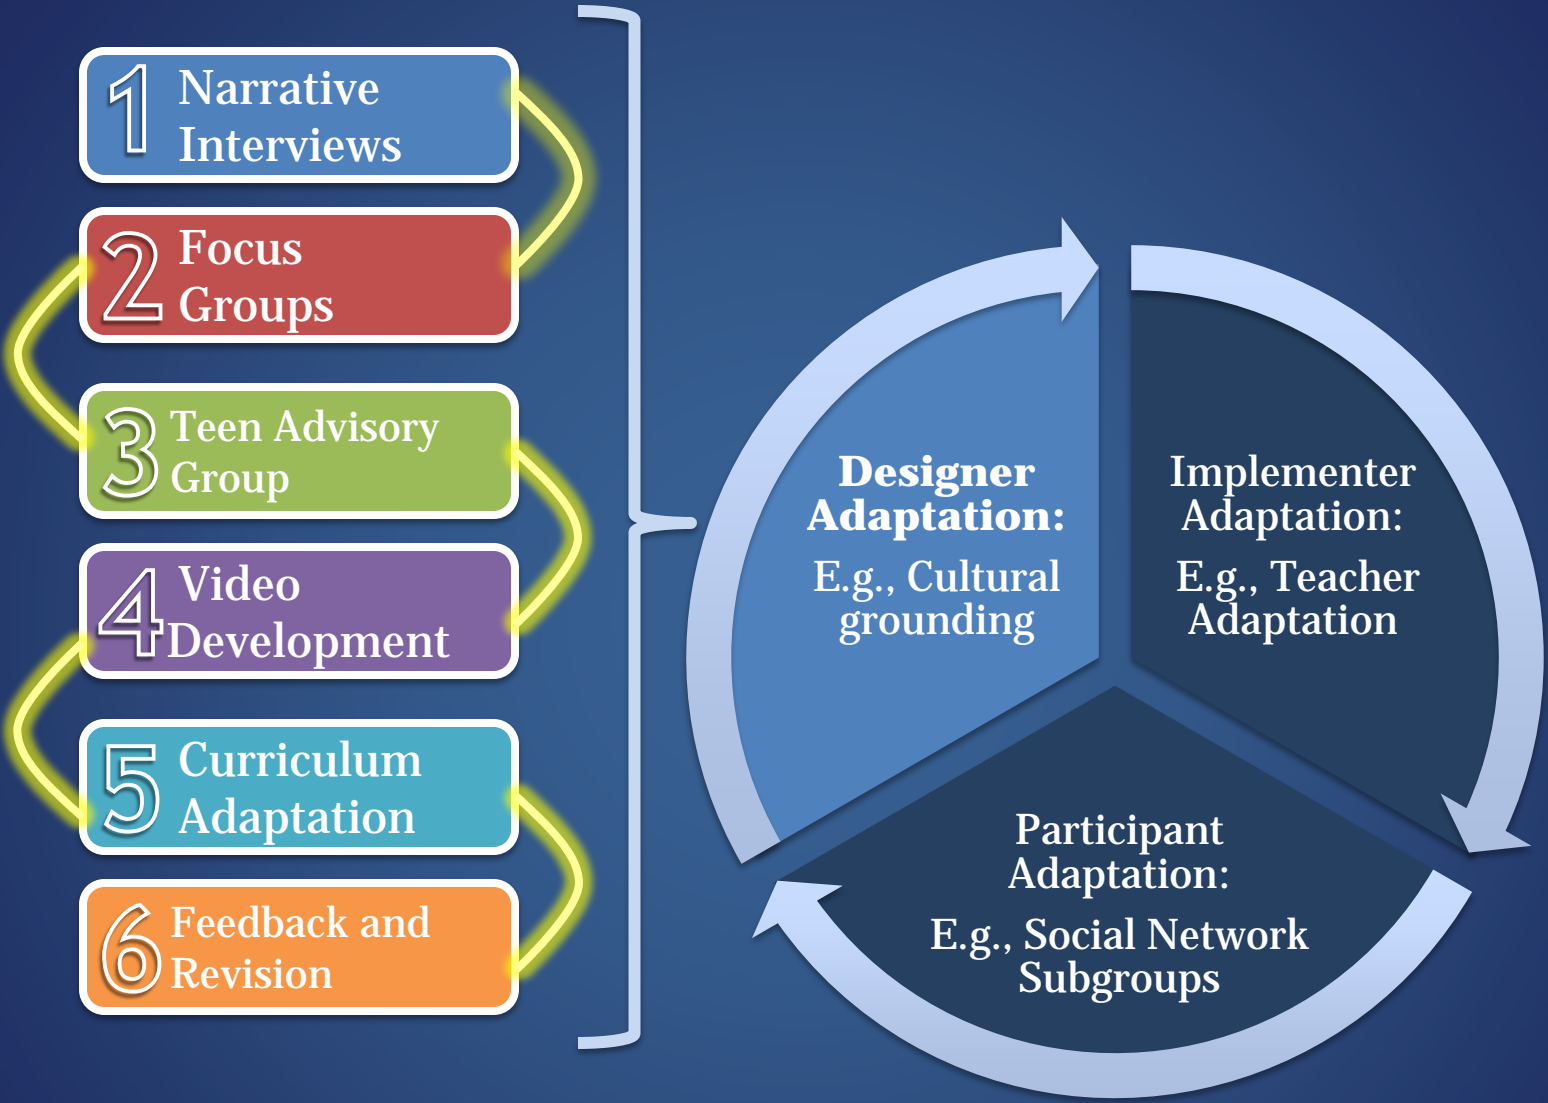 1 Narrative
Interviews
2 Focus
Groups
3 Teen Advisory
Group
4 Video
Development
5 Curriculum
Adaptation
6 Feedback and
Revision
Designer
Adaptation:
E.g., Cultural
grounding
Implementer
Adaptation:
E.g., Teacher
Adaptation
Participant
Adaptation:
E.g., Social Network
Subgroups